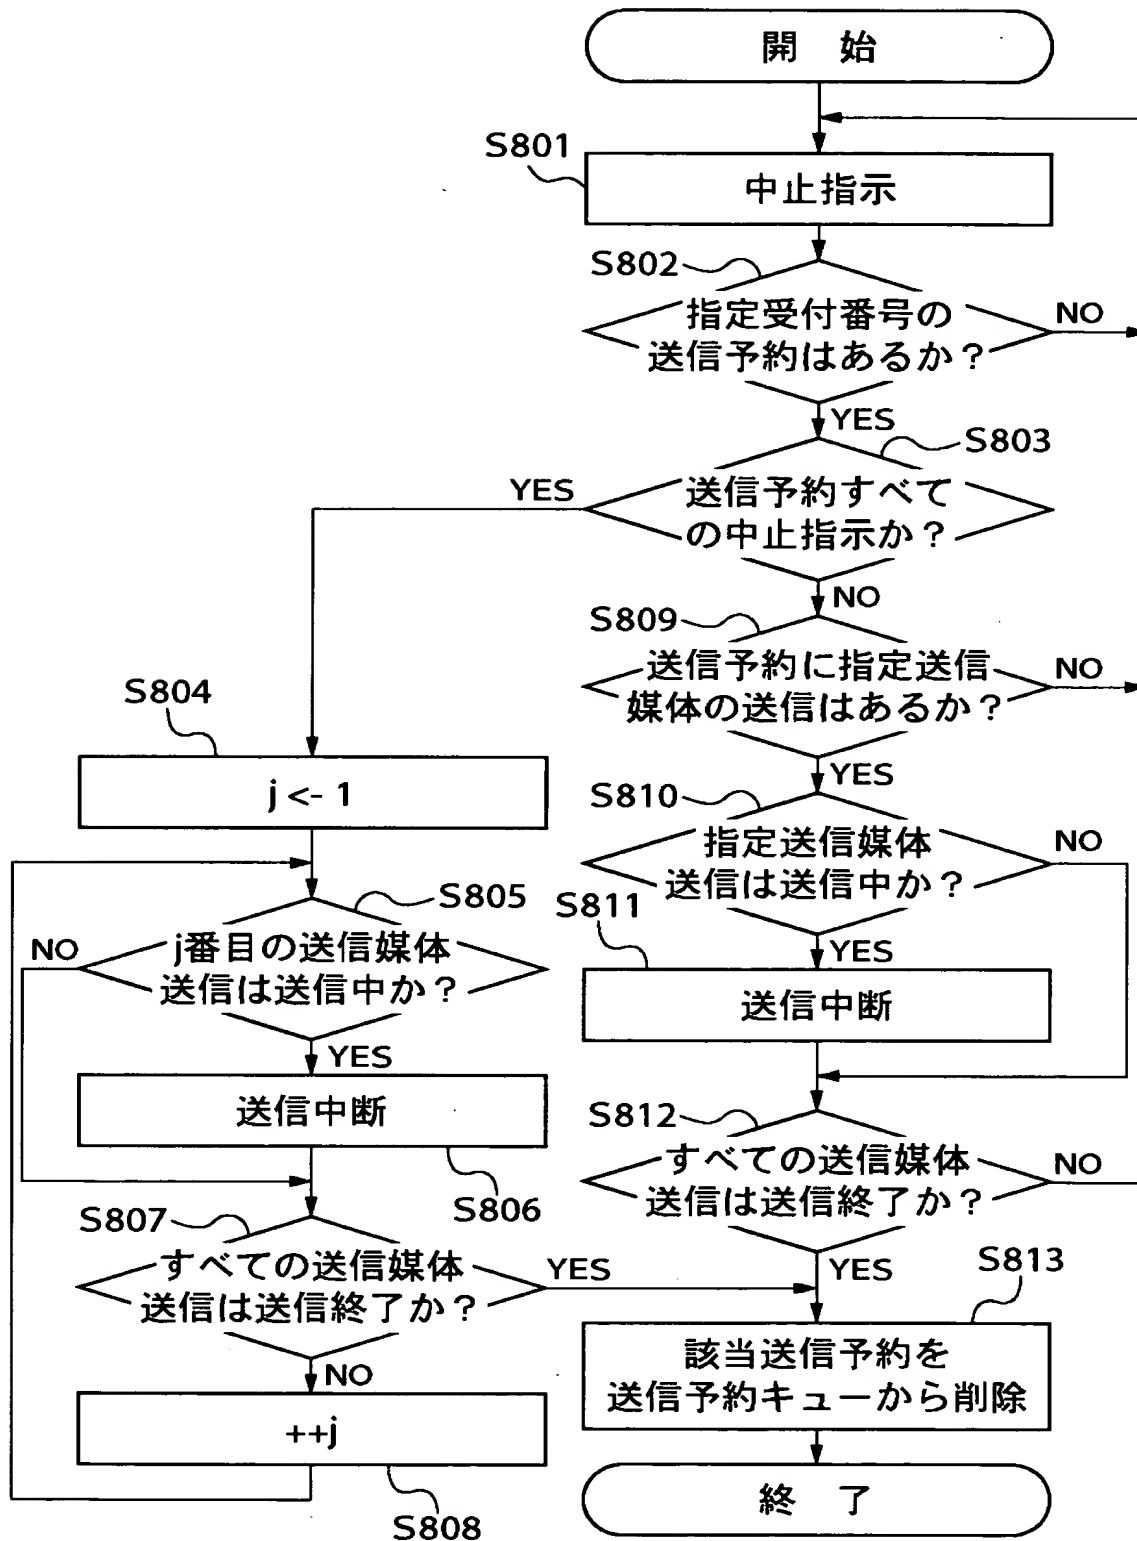 開 始
S801
中止指示
S802
指定受付番号の
送信予約はあるか？
NO
YES
S803
送信予約すべて
の中止指示か？
YES
NO
S809
送信予約に指定送信
媒体の送信はあるか？
NO
YES
S804
j <- 1
S810
指定送信媒体
送信は送信中か？
NO
YES
S805
j番目の送信媒体
送信は送信中か？
NO
YES
S811
送信中断
送信中断
S806
S812
すべての送信媒体
送信は送信終了か？
NO
YES
S807
すべての送信媒体
送信は送信終了か？
YES
NO
S813
該当送信予約を
送信予約キューから削除
++j
S808
終 了